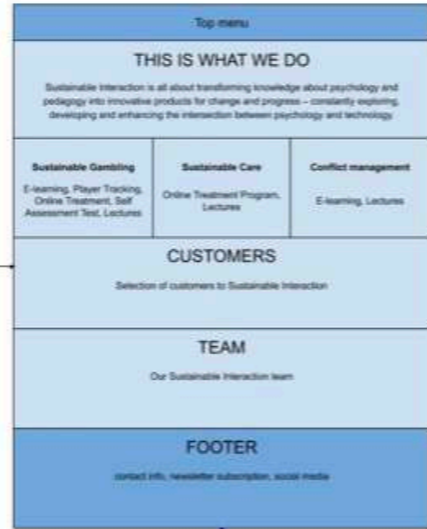 Top menu
THIS IS WHAT WE DO
Sustainable Interaction is all about transforming knowledge about psychology and
pedagogy into innovative products for change and progress – constantly exploring,
developing and enhancing the intersection between psychology and technology.
Sustainable Gambling
E-learning, Player Tracking,
Online Treatment, Self
Assessment Test, Lectures
Sustainable Care
Online Treatment Program,
Lectures
Conflict management
E-learning, Lectures
CUSTOMERS
Selection of customers to Sustainable Interaction
TEAM
Our Sustainable Interaction team
FOOTER
contact info, newsletter subscription, social media